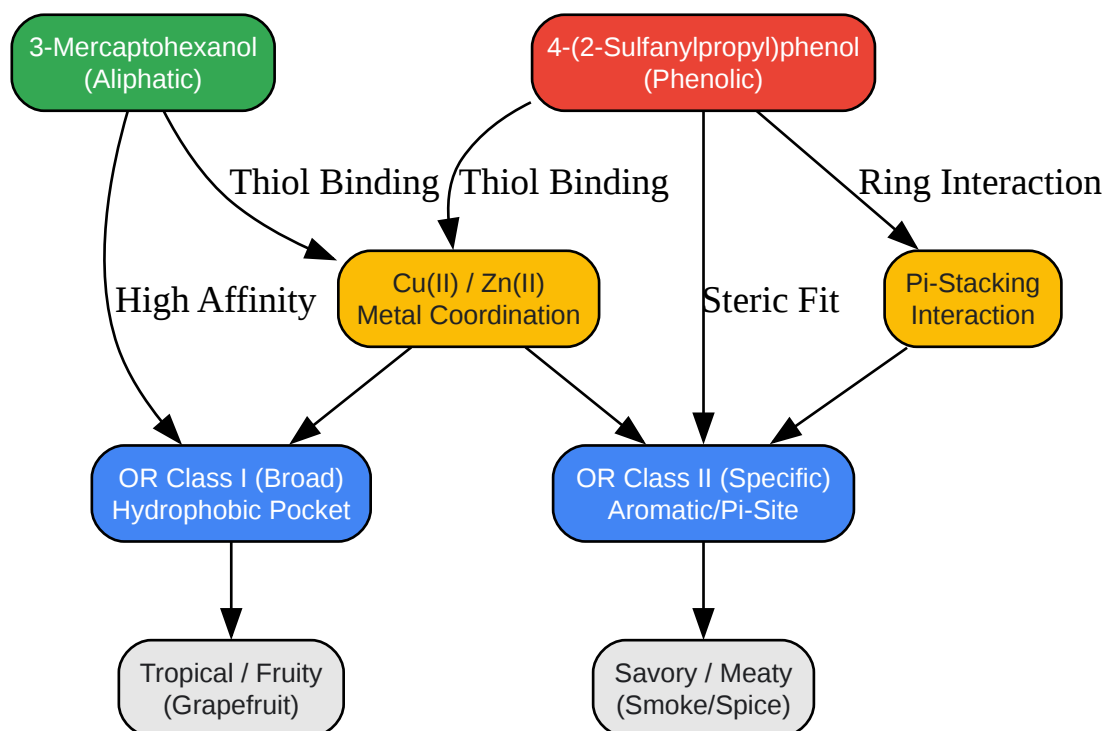 3-Mercaptohexanol
(Aliphatic)
4-(2-Sulfanylpropyl)phenol
(Phenolic)
Thiol Binding
Thiol Binding
Ring Interaction
High Affinity
Cu(II) / Zn(II)
Metal Coordination
Steric Fit
Pi-Stacking
Interaction
OR Class I (Broad)
Hydrophobic Pocket
OR Class II (Specific)
Aromatic/Pi-Site
Tropical / Fruity
(Grapefruit)
Savory / Meaty
(Smoke/Spice)